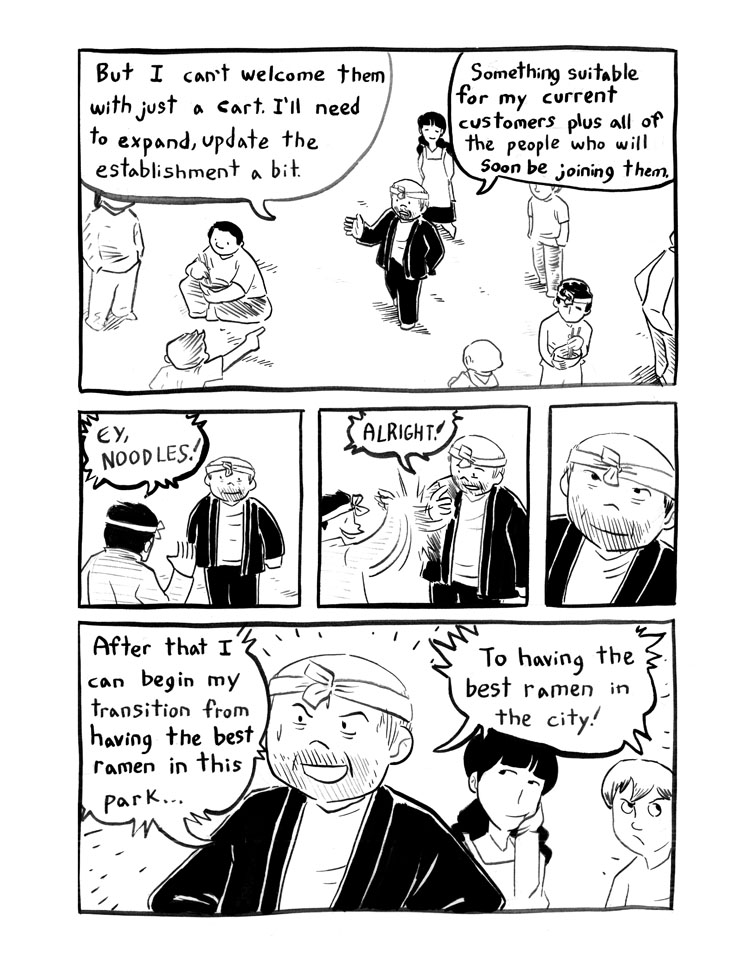 But I can't welcome them
with just a cart. I'll need
to expand, update the
establishment a bit.
Something suitable
for my current
customers plus all of
the people who will
soon be joining them.
EY,
NOODLES!
ALRIGHT!
After that I
can begin my
transition from
having the best
ramen in this
park...
To having the
best ramen in
the city!